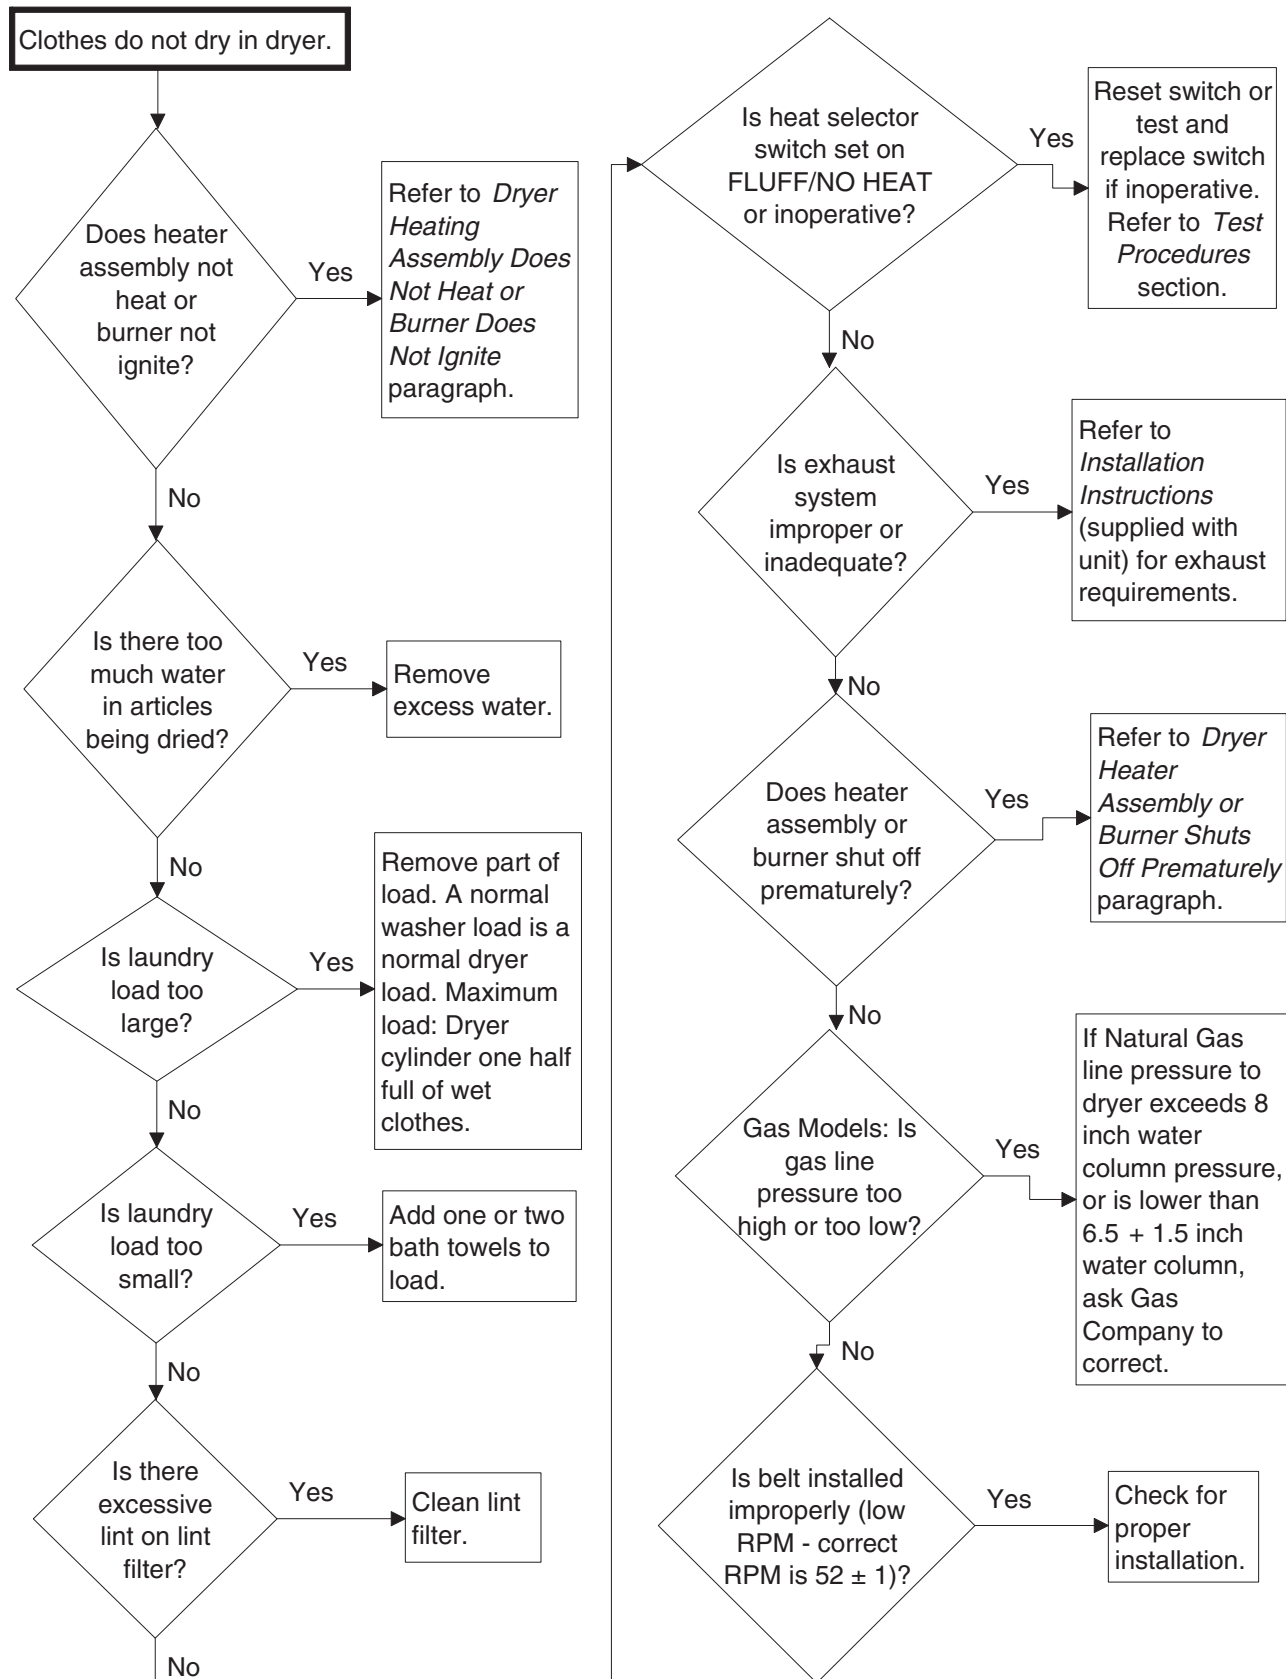 Clothes do not dry in dryer.
Does heater
assembly not
heat or
burner not
ignite?
Yes
Refer to Dryer
Heating
Assembly Does
Not Heat or
Burner Does
Not Ignite
paragraph.
No
Is there too
much water
in articles
being dried?
Yes
Remove
excess water.
No
Is laundry
load too
large?
Yes
Remove part of
load. A normal
washer load is a
normal dryer
load. Maximum
load: Dryer
cylinder one half
full of wet
clothes.
No
Is laundry
load too
small?
Yes
Add one or two
bath towels to
load.
No
Is there
excessive
lint on lint
filter?
Yes
Clean lint
filter.
No
Is heat selector
switch set on
FLUFF/NO HEAT
or inoperative?
Yes
Reset switch or
test and
replace switch
if inoperative.
Refer to Test
Procedures
section.
No
Is exhaust
system
improper or
inadequate?
Yes
Refer to
Installation
Instructions
(supplied with
unit) for exhaust
requirements.
No
Does heater
assembly or
burner shut off
prematurely?
Yes
Refer to Dryer
Heater
Assembly or
Burner Shuts
Off Prematurely
paragraph.
No
Gas Models: Is
gas line
pressure too
high or too low?
Yes
If Natural Gas
line pressure to
dryer exceeds 8
inch water
column pressure,
or is lower than
6.5 + 1.5 inch
water column,
ask Gas
Company to
correct.
No
Is belt installed
improperly (low
RPM - correct
RPM is 52 ± 1)?
Yes
Check for
proper
installation.